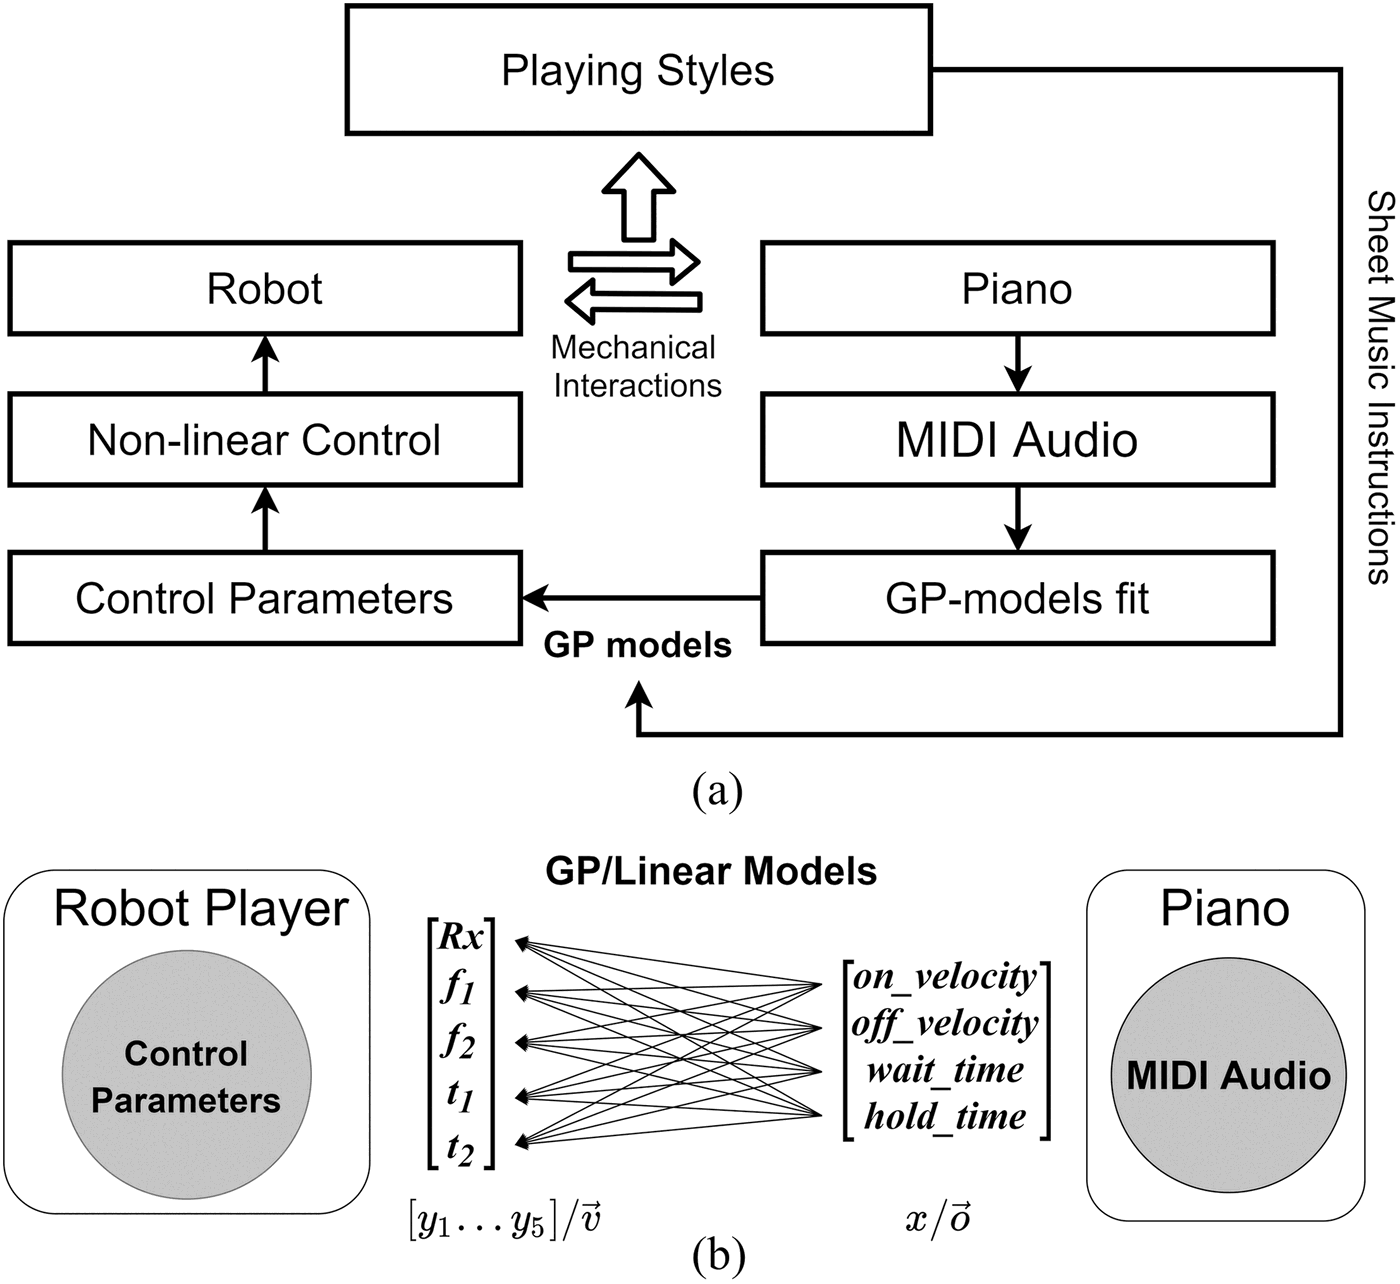 Playing Styles
Robot
Piano
Mechanical
Interactions
Non-linear Control
MIDI Audio
Control Parameters
GP-models fit
GP models
Sheet Music Instructions
(a)
GP/Linear Models
Robot Player
Control
Parameters
Rx
f1
f2
t1
t2
[y1...y5]/v⃗
on_velocity
off_velocity
wait_time
hold_time
x/o⃗
Piano
MIDI Audio
(b)